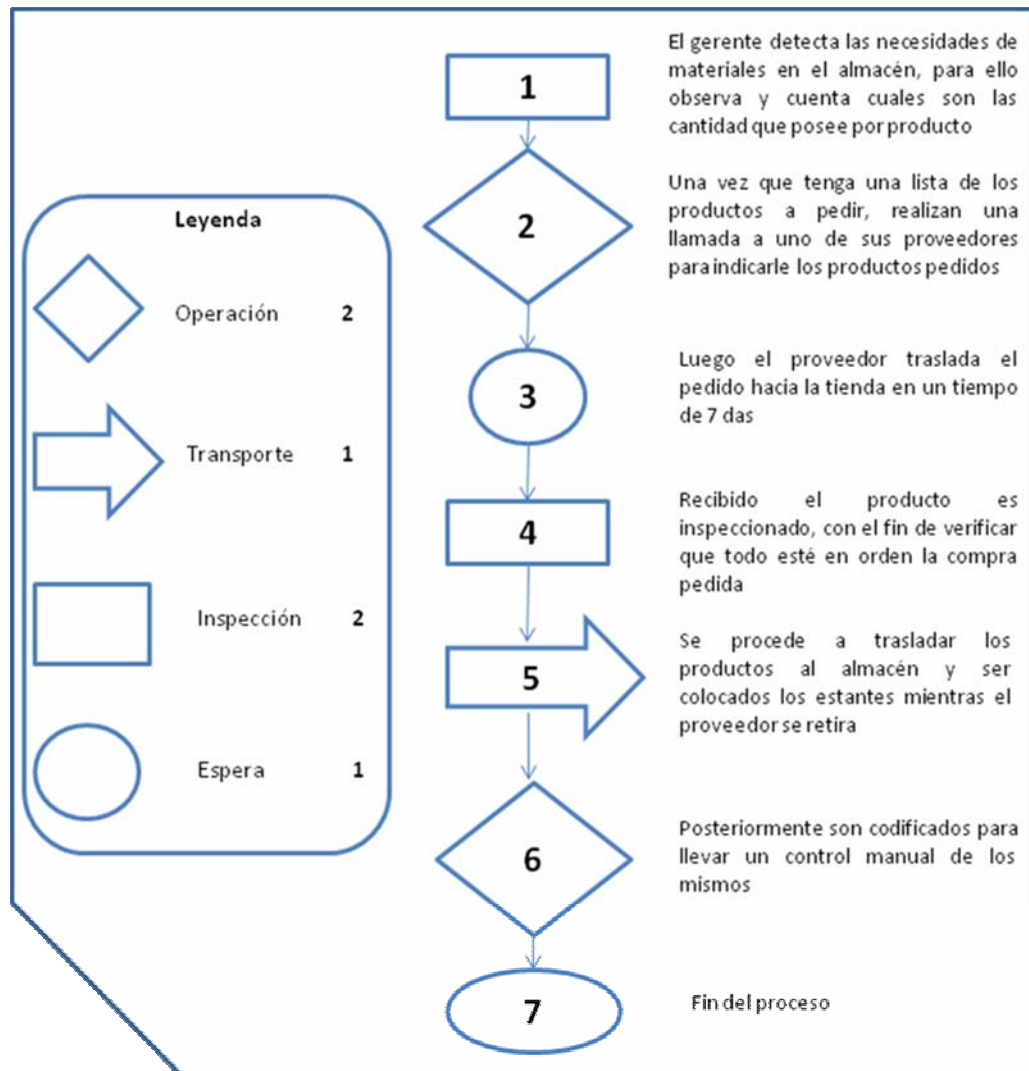 1
El gerente detecta las necesidades de
materiales en el almacén, para ello
observa y cuenta cuales son las
cantidad que posee por producto
2
Una vez que tenga una lista de los
productos a pedir, realizan una
llamada a uno de sus proveedores
para indicarle los productos pedidos
Leyenda
Operación 2
Transporte 1
Inspección 2
Espera 1
3
Luego el proveedor traslada el
pedido hacia la tienda en un tiempo
de 7 das
4
Recibido el producto es
inspeccionado, con el fin de verificar
que todo esté en orden la compra
pedida
5
Se procede a trasladar los
productos al almacén y ser
colocados los estantes mientras el
proveedor se retira
6
Posteriormente son codificados para
llevar un control manual de los
mismos
7
Fin del proceso